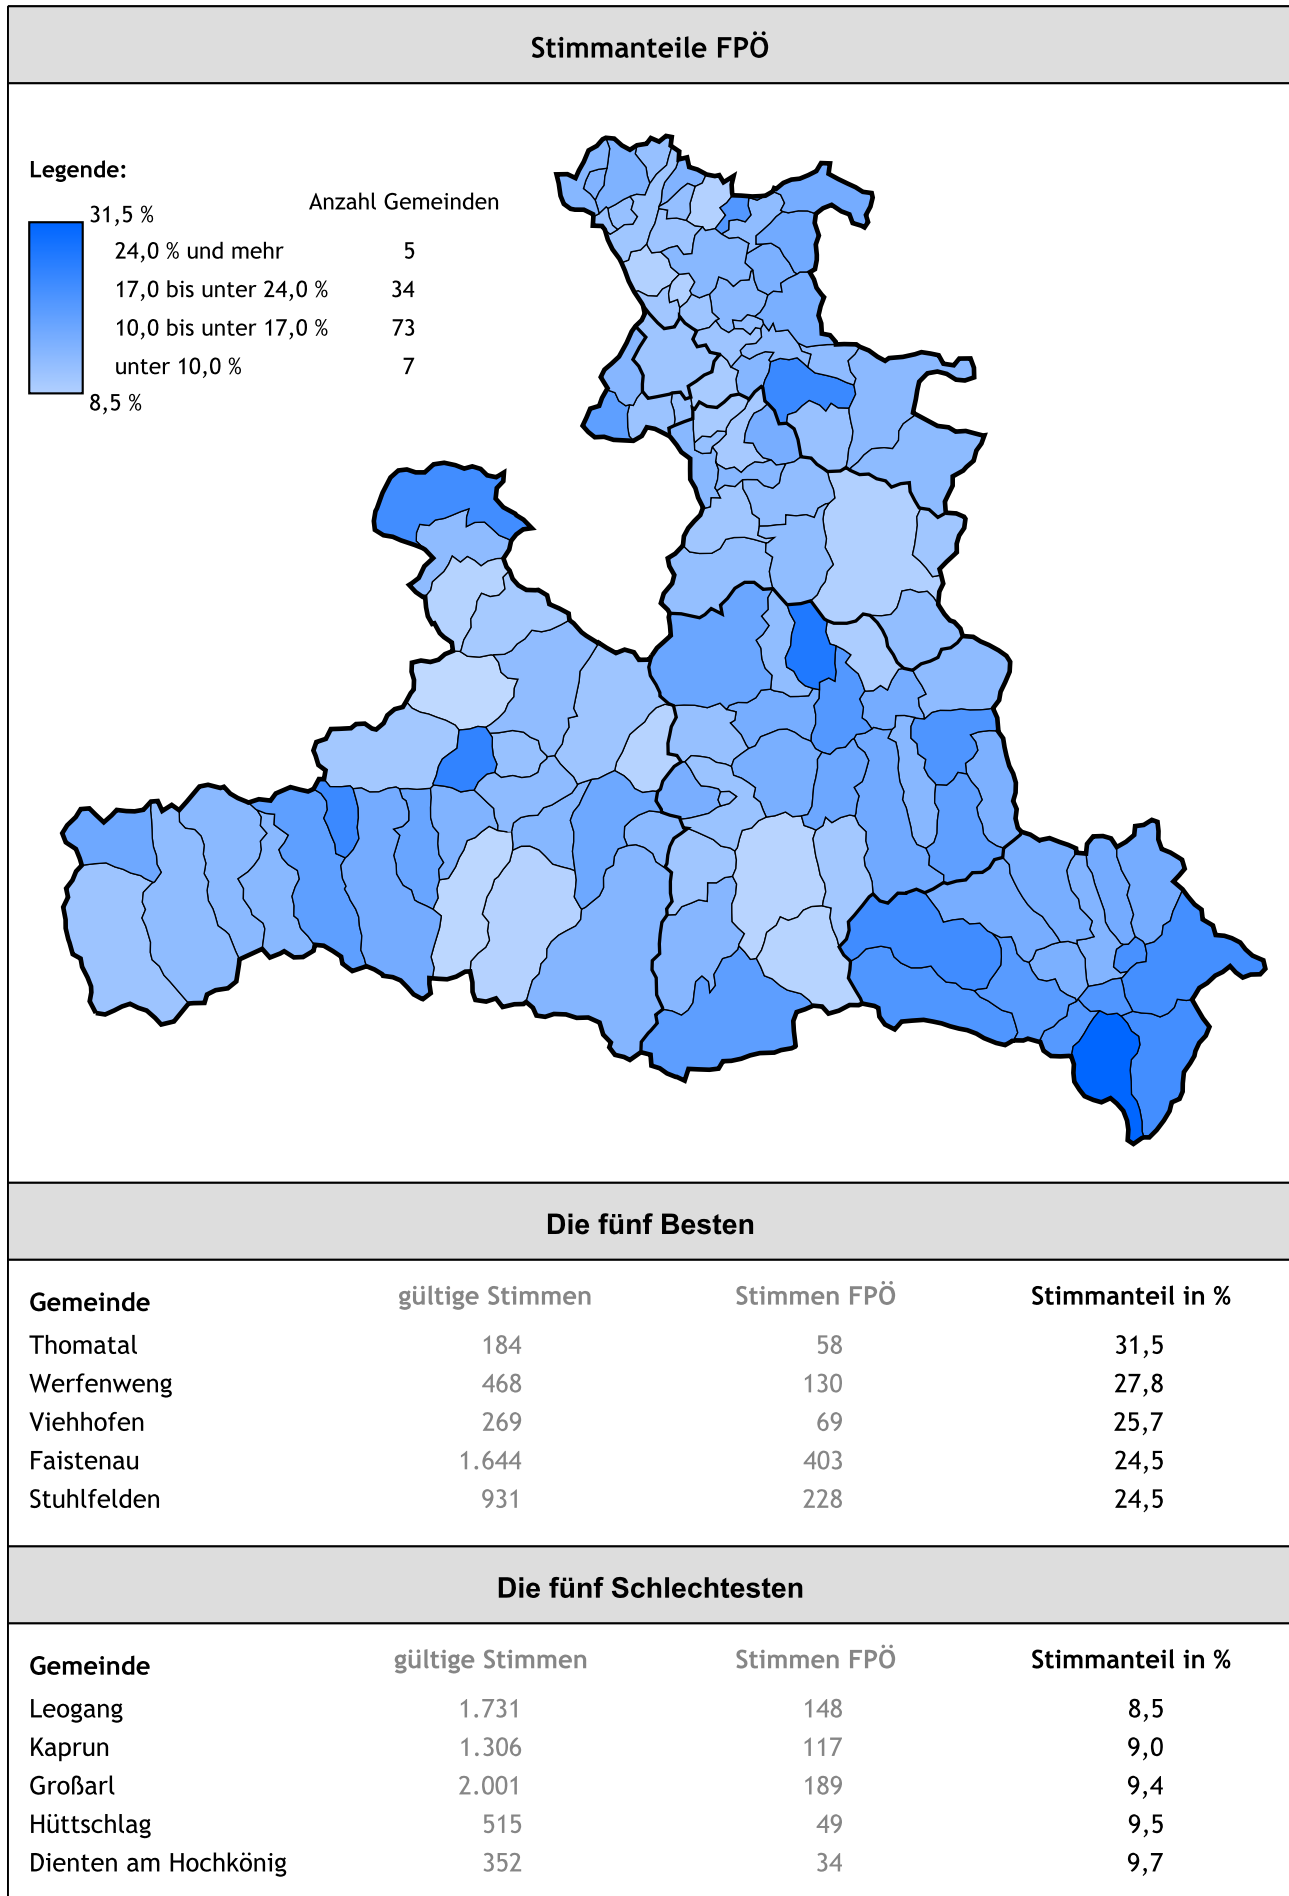 Stimmanteile FPÖ
Legende:
Anzahl Gemeinden
31,5 %
24,0 % und mehr 5
17,0 bis unter 24,0 % 34
10,0 bis unter 17,0 % 73
unter 10,0 % 7
8,5 %
Die fünf Besten
Gemeinde gültige Stimmen Stimmen FPÖ Stimmanteil in %
Thomatal 184 58 31,5
Werfenweng 468 130 27,8
Viehhofen 269 69 25,7
Faistenau 1.644 403 24,5
Stuhlfelden 931 228 24,5
Die fünf Schlechtesten
Gemeinde gültige Stimmen Stimmen FPÖ Stimmanteil in %
Leogang 1.731 148 8,5
Kaprun 1.306 117 9,0
Großarl 2.001 189 9,4
Hüttschlag 515 49 9,5
Dienten am Hochkönig 352 34 9,7